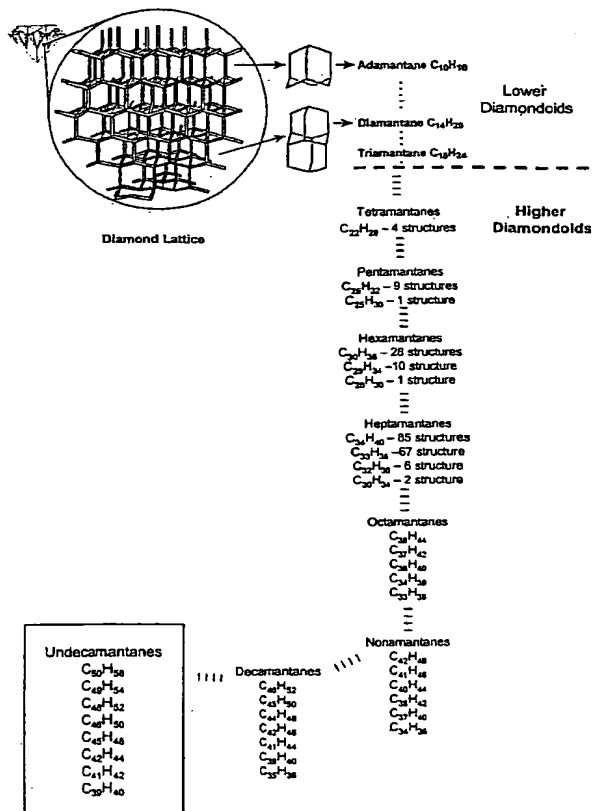 Adamantane C₁₀H₁₆
Lower
Diamondoids
Diamantane C₁₄H₂₀
Triamantane C₁₈H₂₄
Diamond Lattice
Higher
Diamondoids
Tetramantanes
C₂₂H₂₈ – 4 structures
Pentamantanes
C₂₆H₃₂ – 9 structures
C₂₅H₃₀ – 1 structure
Hexamantanes
C₃₀H₃₆ – 28 structures
C₂₉H₃₄ –10 structure
C₂₆H₃₀ – 1 structure
Heptamantanes
C₃₄H₄₀ – 85 structures
C₃₃H₃₈ –67 structure
C₃₂H₃₆ – 6 structure
C₃₀H₃₄ – 2 structure
Octamantanes
C₃₈H₄₄
C₃₇H₄₂
C₃₆H₄₀
C₃₄H₃₈
C₃₃H₃₆
Nonamantanes
C₄₂H₄₈
C₄₁H₄₆
C₄₀H₄₄
C₃₈H₄₂
C₃₇H₄₀
C₃₄H₃₆
Decamantanes
C₄₆H₅₂
C₄₅H₅₀
C₄₄H₄₈
C₄₂H₄₆
C₄₁H₄₄
C₃₈H₄₀
C₃₅H₃₆
Undecamantanes
C₅₀H₅₆
C₄₉H₅₄
C₄₈H₅₂
C₄₆H₅₀
C₄₅H₄₈
C₄₂H₄₄
C₄₁H₄₂
C₃₉H₄₀